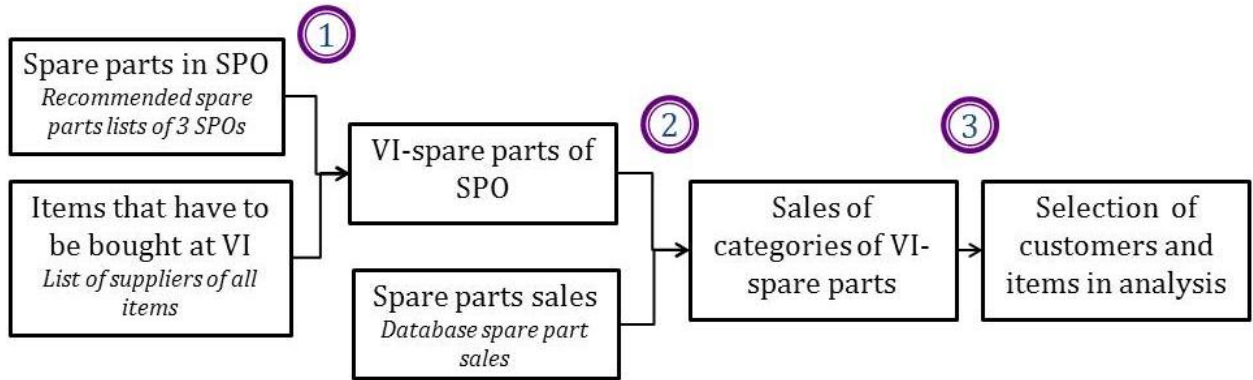 1
Spare parts in SPO
Recommended spare
parts lists of 3 SPOs
Items that have to
be bought at VI
List of suppliers of all
items
VI-spare parts of
SPO
2
Spare parts sales
Database spare part
sales
Sales of
categories of VI-
spare parts
3
Selection of
customers and
items in analysis